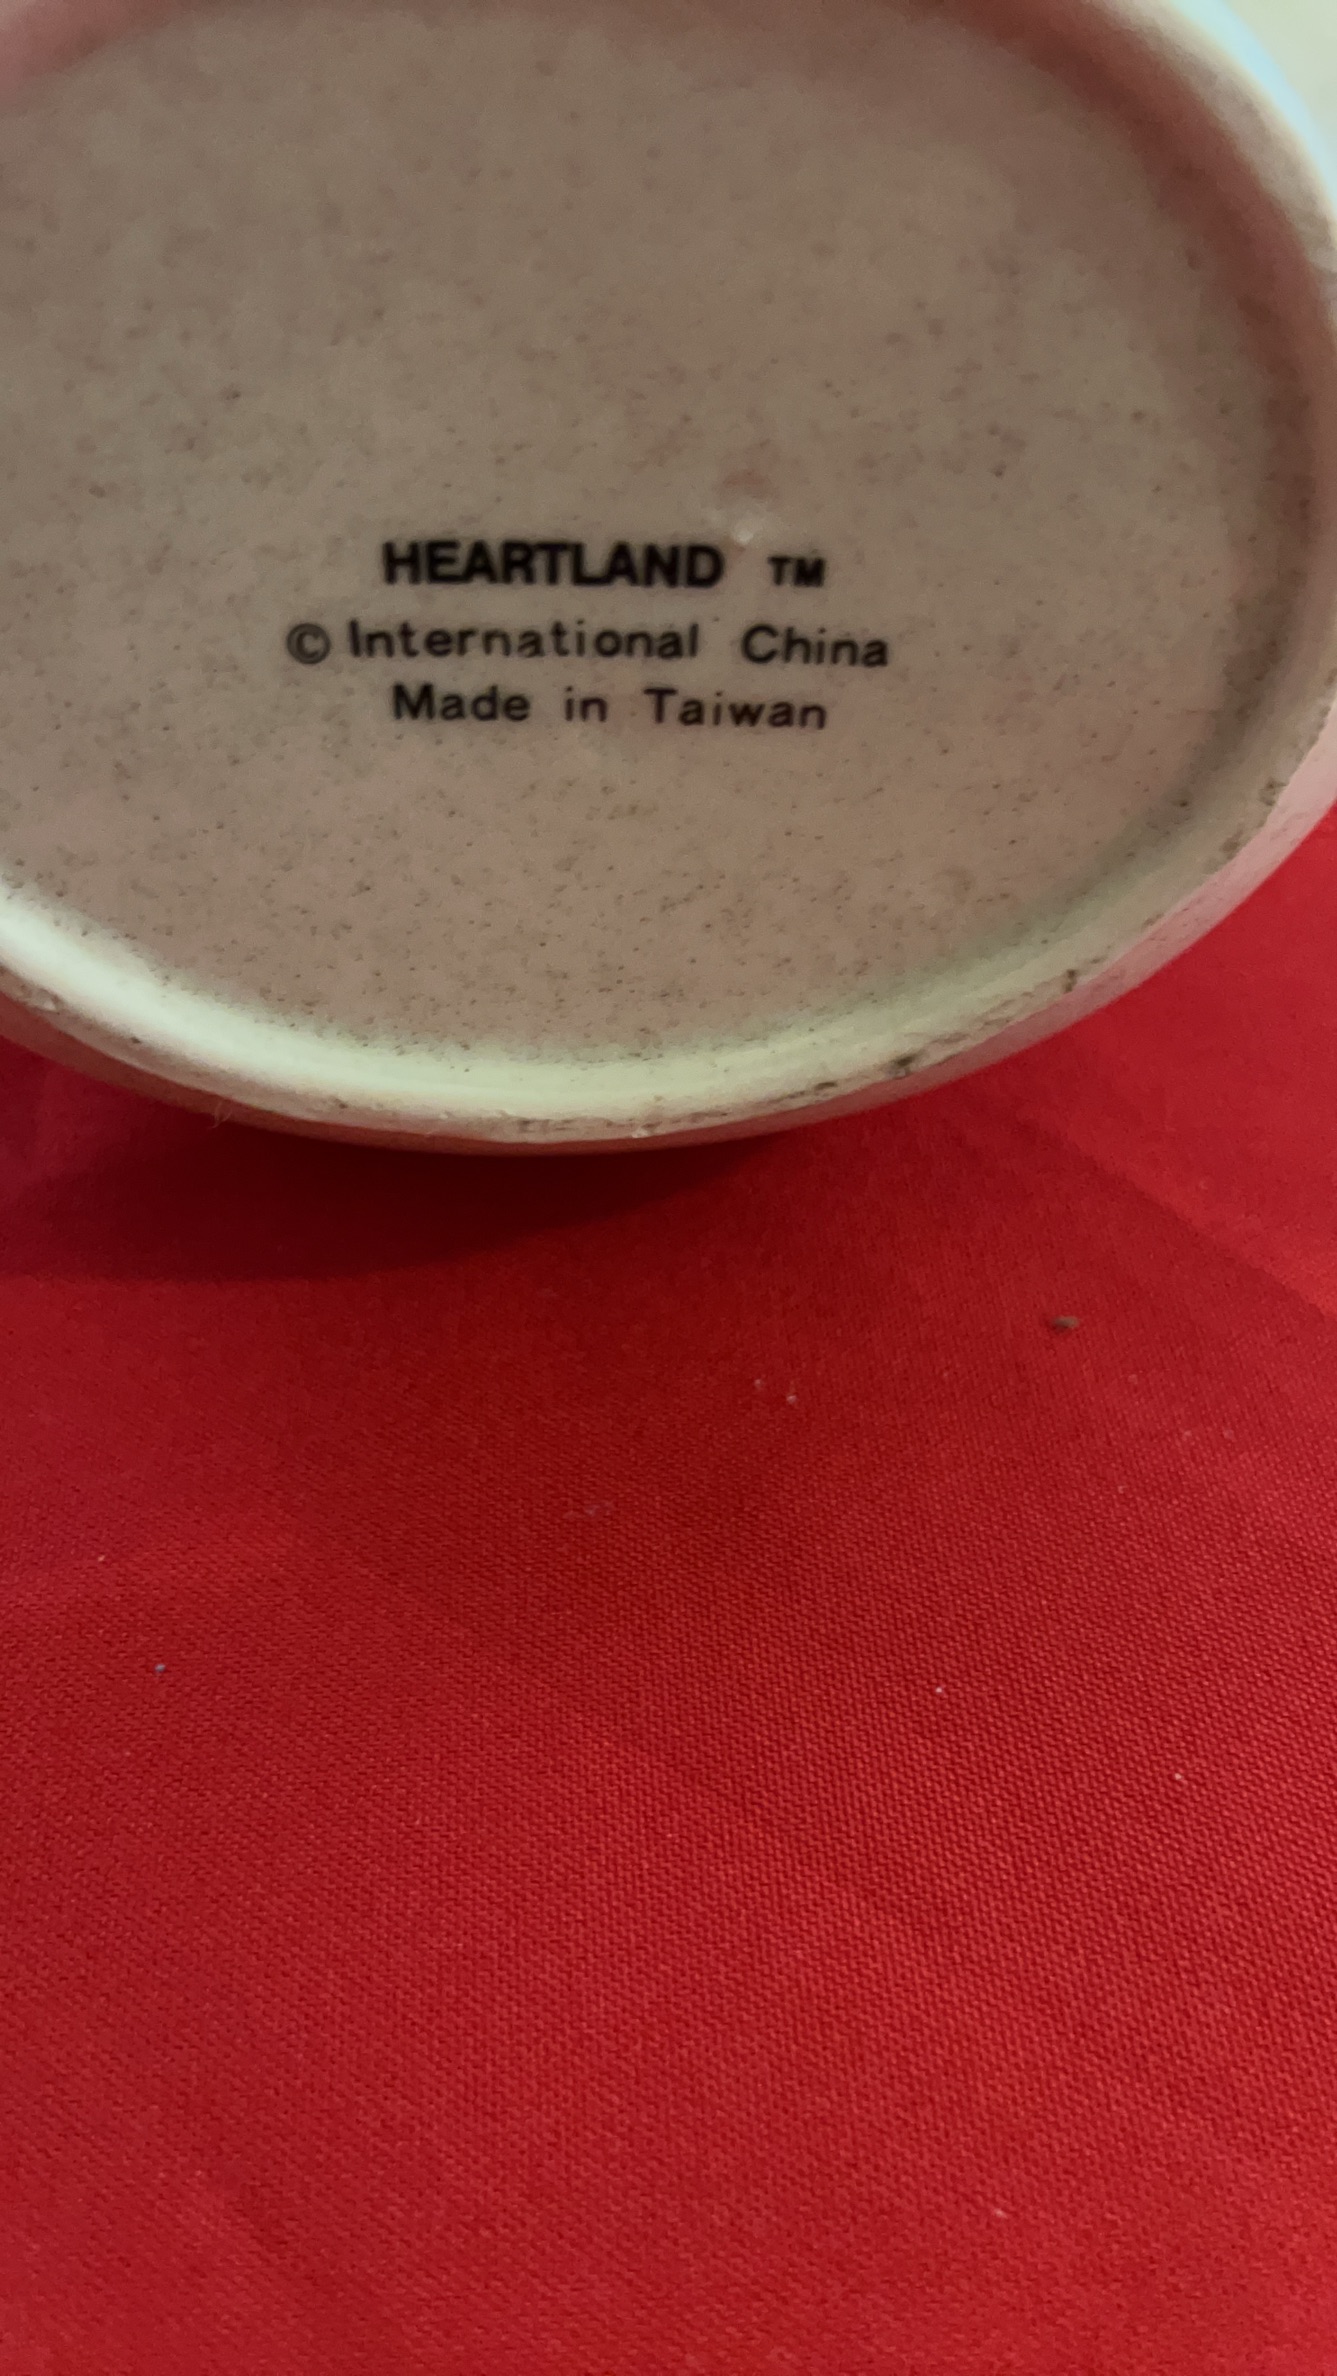 HEARTLAND TM
© International China
Made in Taiwan